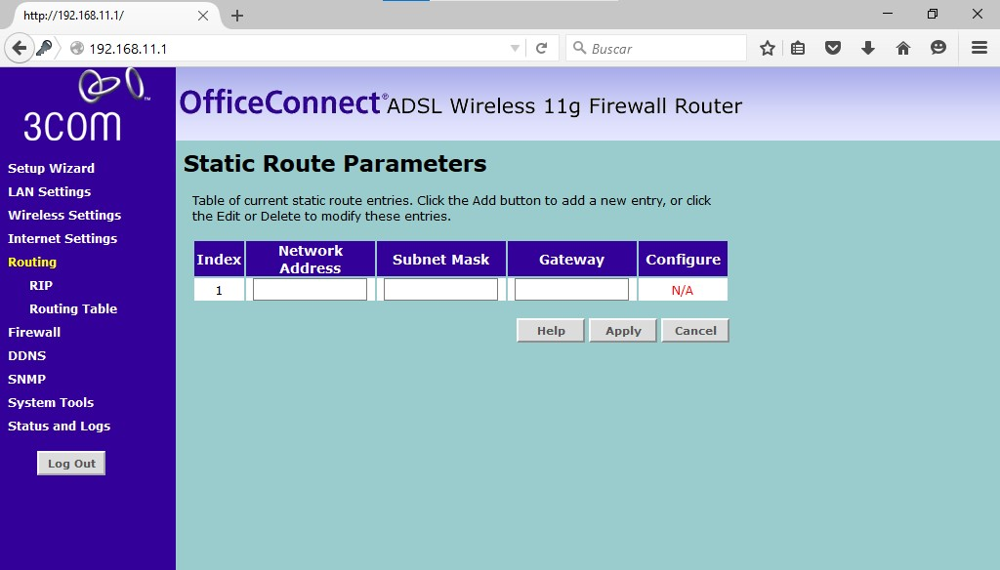 http://192.168.11.1/
192.168.11.1
Buscar
3COM™
OfficeConnect® ADSL Wireless 11g Firewall Router
Setup Wizard
LAN Settings
Wireless Settings
Internet Settings
Routing
RIP
Routing Table
Firewall
DDNS
SNMP
System Tools
Status and Logs
Log Out
Static Route Parameters
Table of current static route entries. Click the Add button to add a new entry, or click
the Edit or Delete to modify these entries.
Index Network Address Subnet Mask Gateway Configure
1 N/A
Help Apply Cancel